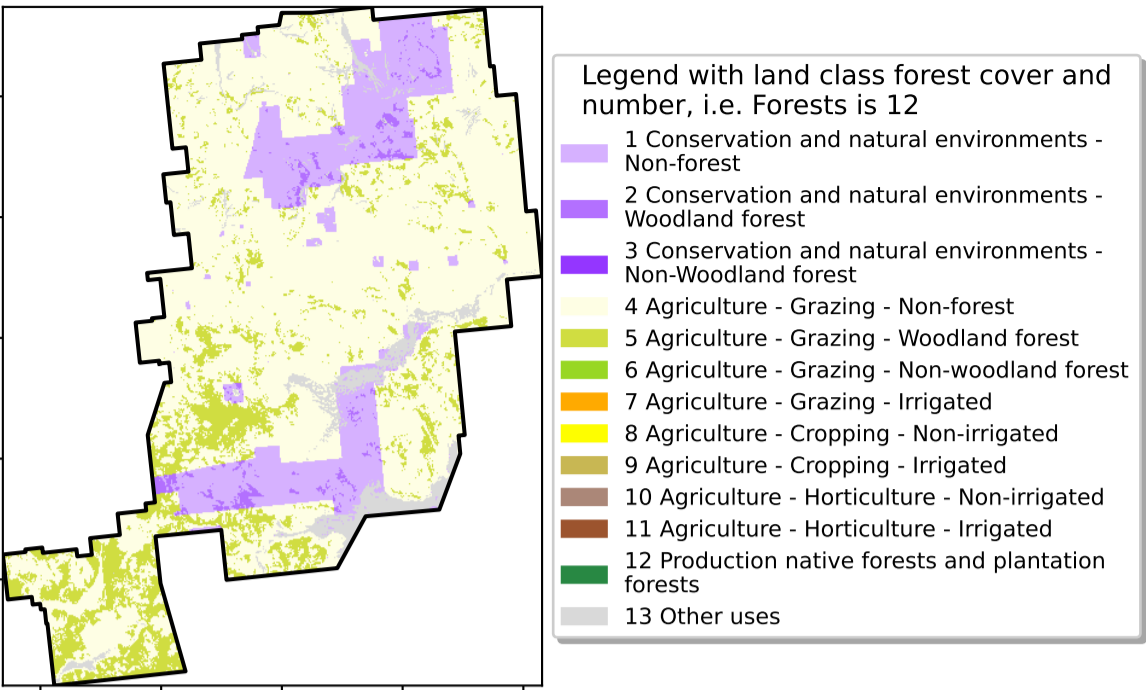 Legend with land class forest cover and
number, i.e. Forests is 12
1 Conservation and natural environments -
Non-forest
2 Conservation and natural environments -
Woodland forest
3 Conservation and natural environments -
Non-Woodland forest
4 Agriculture - Grazing - Non-forest
5 Agriculture - Grazing - Woodland forest
6 Agriculture - Grazing - Non-woodland forest
7 Agriculture - Grazing - Irrigated
8 Agriculture - Cropping - Non-irrigated
9 Agriculture - Cropping - Irrigated
10 Agriculture - Horticulture - Non-irrigated
11 Agriculture - Horticulture - Irrigated
12 Production native forests and plantation
forests
13 Other uses